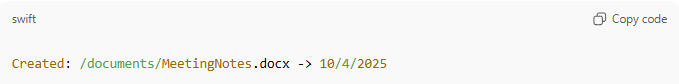 swift
Copy code
Created: /documents/MeetingNotes.docx -> 10/4/2025